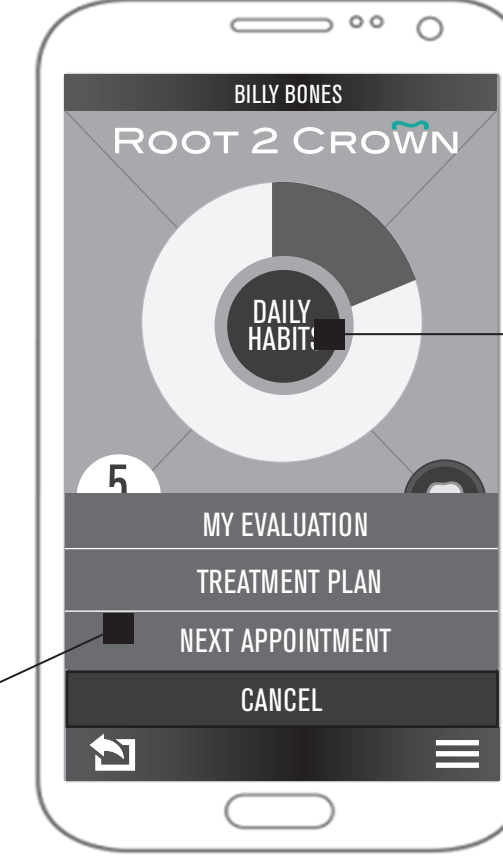 BILLY BONES
ROOT 2 CROWN
DAILY
HABITS
5
MY EVALUATION
TREATMENT PLAN
NEXT APPOINTMENT
CANCEL